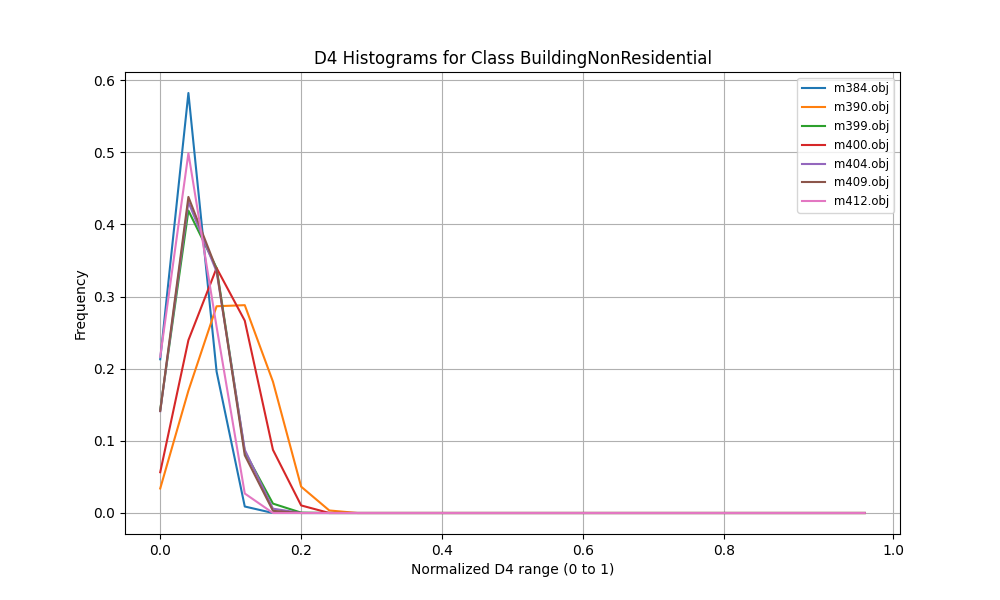 D4 Histograms for Class BuildingNonResidential
0.6
0.5
0.4
0.3
0.2
0.1
0.0
Frequency
m384.obj
m390.obj
m399.obj
m400.obj
m404.obj
m409.obj
m412.obj
0.0 0.2 0.4 0.6 0.8 1.0
Normalized D4 range (0 to 1)